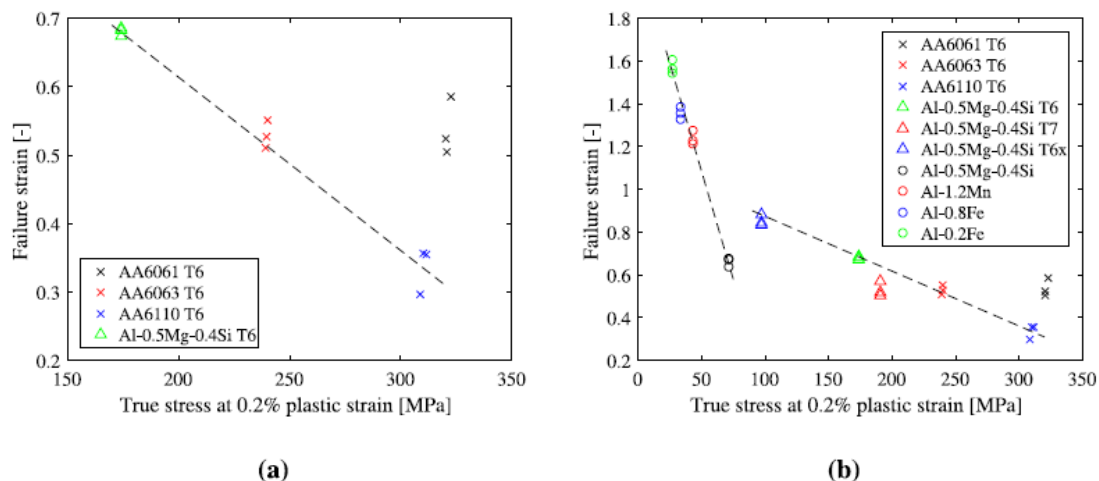 0.7
0.6
0.5
0.4
0.3
0.2
Failure strain [-]
AA6061 T6
AA6063 T6
AA6110 T6
Al-0.5Mg-0.4Si T6
150 200 250 300 350
True stress at 0.2% plastic strain [MPa]
(a)
1.8
1.6
1.4
1.2
1
0.8
0.6
0.4
0.2
Failure strain [-]
AA6061 T6
AA6063 T6
AA6110 T6
Al-0.5Mg-0.4Si T6
Al-0.5Mg-0.4Si T7
Al-0.5Mg-0.4Si T6x
Al-0.5Mg-0.4Si
Al-1.2Mn
Al-0.8Fe
Al-0.2Fe
0 50 100 150 200 250 300 350
True stress at 0.2% plastic strain [MPa]
(b)